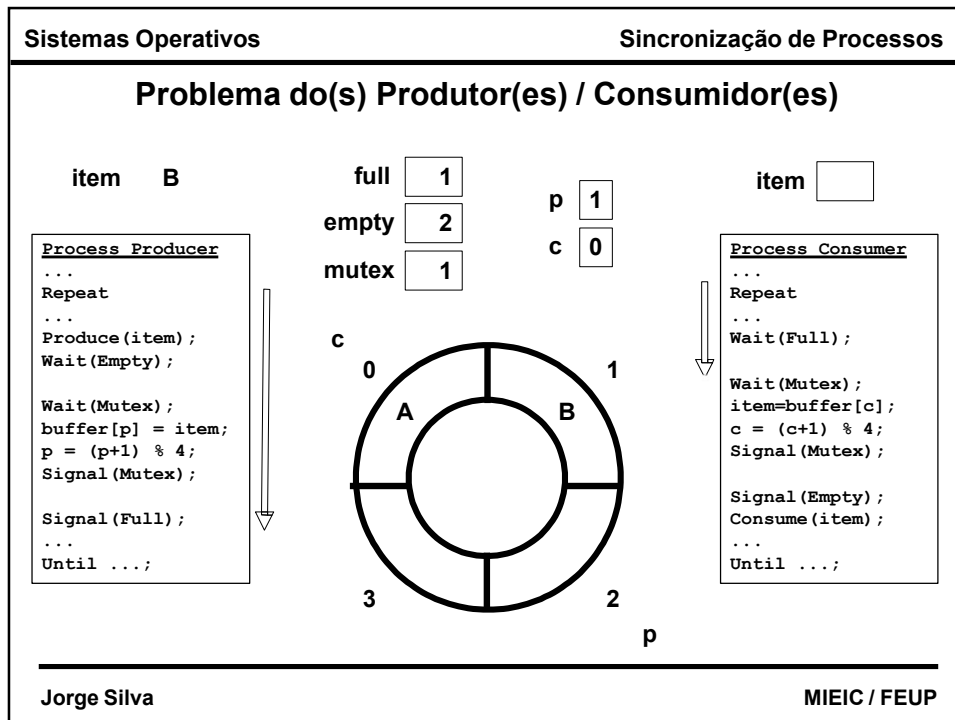 Sistemas Operativos Sincronização de Processos
Problema do(s) Produtor(es) / Consumidor(es)
item B
full 1
empty 2
mutex 1
p 1
c 0
item
Process Producer
...
Repeat
...
Produce(item);
Wait(Empty);
Wait(Mutex);
buffer[p] = item;
p = (p+1) % 4;
Signal(Mutex);
Signal(Full);
...
Until ...;
c
0
1
A
B
3
2
p
Process Consumer
...
Repeat
...
Wait(Full);
Wait(Mutex);
item=buffer[c];
c = (c+1) % 4;
Signal(Mutex);
Signal(Empty);
Consume(item);
...
Until ...;
Jorge Silva MIEIC / FEUP